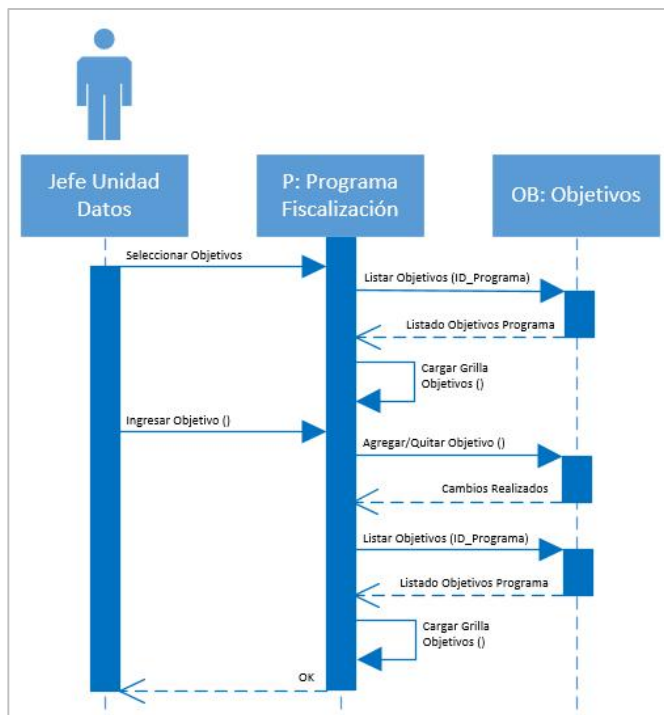 Jefe Unidad
Datos
P: Programa
Fiscalización
OB: Objetivos
Seleccionar Objetivos
Listar Objetivos (ID_Programa)
Listado Objetivos Programa
Cargar Grilla
Objetivos ()
Ingresar Objetivo ()
Agregar/Quitar Objetivo ()
Cambios Realizados
Listar Objetivos (ID_Programa)
Listado Objetivos Programa
Cargar Grilla
Objetivos ()
OK